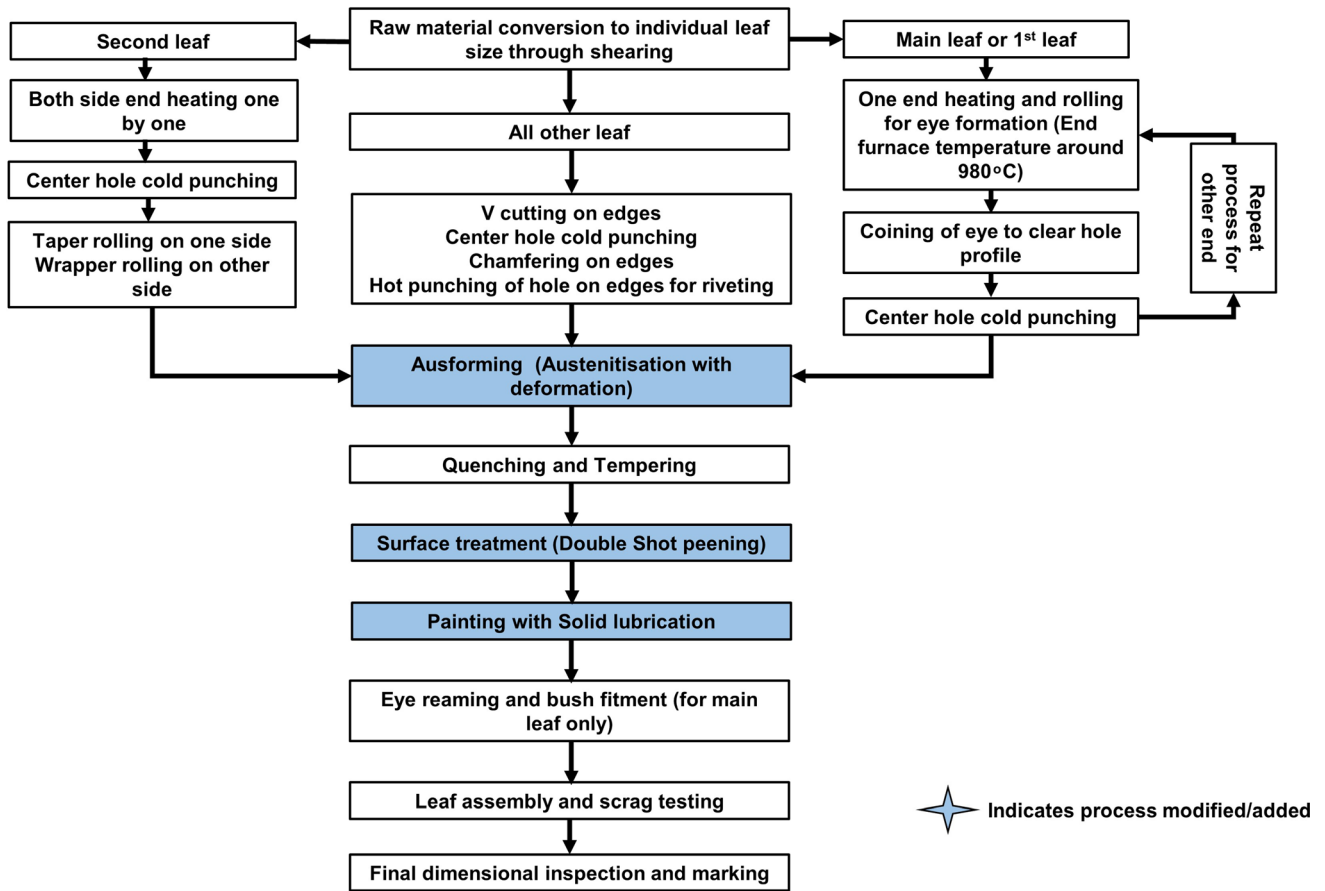 Raw material conversion to individual leaf
size through shearing
Second leaf
Both side end heating one
by one
Center hole cold punching
Taper rolling on one side
Wrapper rolling on other
side
All other leaf
V cutting on edges
Center hole cold punching
Chamfering on edges
Hot punching of hole on edges for riveting
Main leaf or 1st leaf
One end heating and rolling
for eye formation (End
furnace temperature around
980°C)
Coining of eye to clear hole
profile
Center hole cold punching
Repeat
process for
other end
Ausforming (Austenitisation with
deformation)
Quenching and Tempering
Surface treatment (Double Shot peening)
Painting with Solid lubrication
Eye reaming and bush fitment (for main
leaf only)
Leaf assembly and scrag testing
Final dimensional inspection and marking
Indicates process modified/added